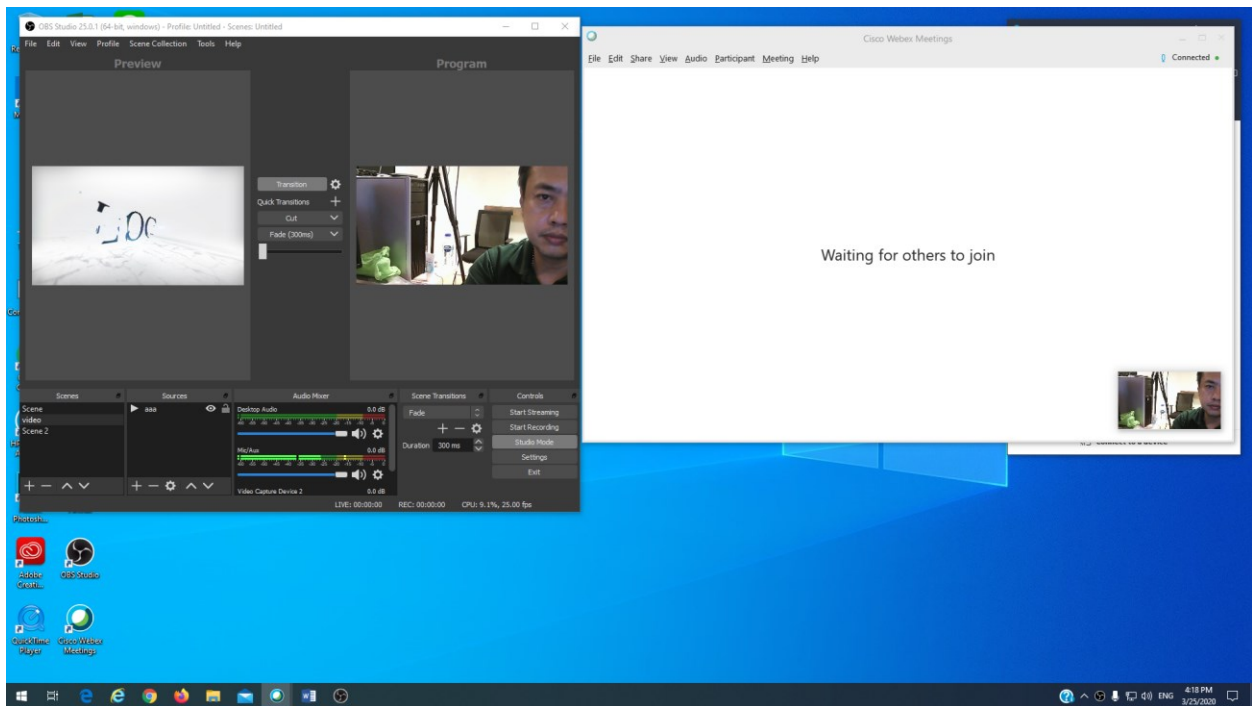 OBS Studio 25.0.1 (64-bit, windows) - Profile: Untitled - Scenes: Untitled
File Edit View Profile Scene Collection Tools Help
Preview
Program
Transition
Quick Transitions
Cut
Fade (300ms)
Scenes
Scene
video
Scene 2
Sources
aaa
Audio Mixer
Desktop Audio 0.0 dB
Mic/Aux 0.0 dB
Video Capture Device 2 0.0 dB
Scene Transitions
Fade
Duration 300 ms
Controls
Start Streaming
Start Recording
Studio Mode
Settings
Exit
LIVE: 00:00:00 REC: 00:00:00 CPU: 9.1%, 25.00 fps
Cisco Webex Meetings
File Edit Share View Audio Participant Meeting Help
Connected
Waiting for others to join
Connect to a device
Photosh...
Adobe
Creati...
OBS Studio
QuickTime
Player
Cisco Webex
Meetings
ENG
4:18 PM
3/25/2020